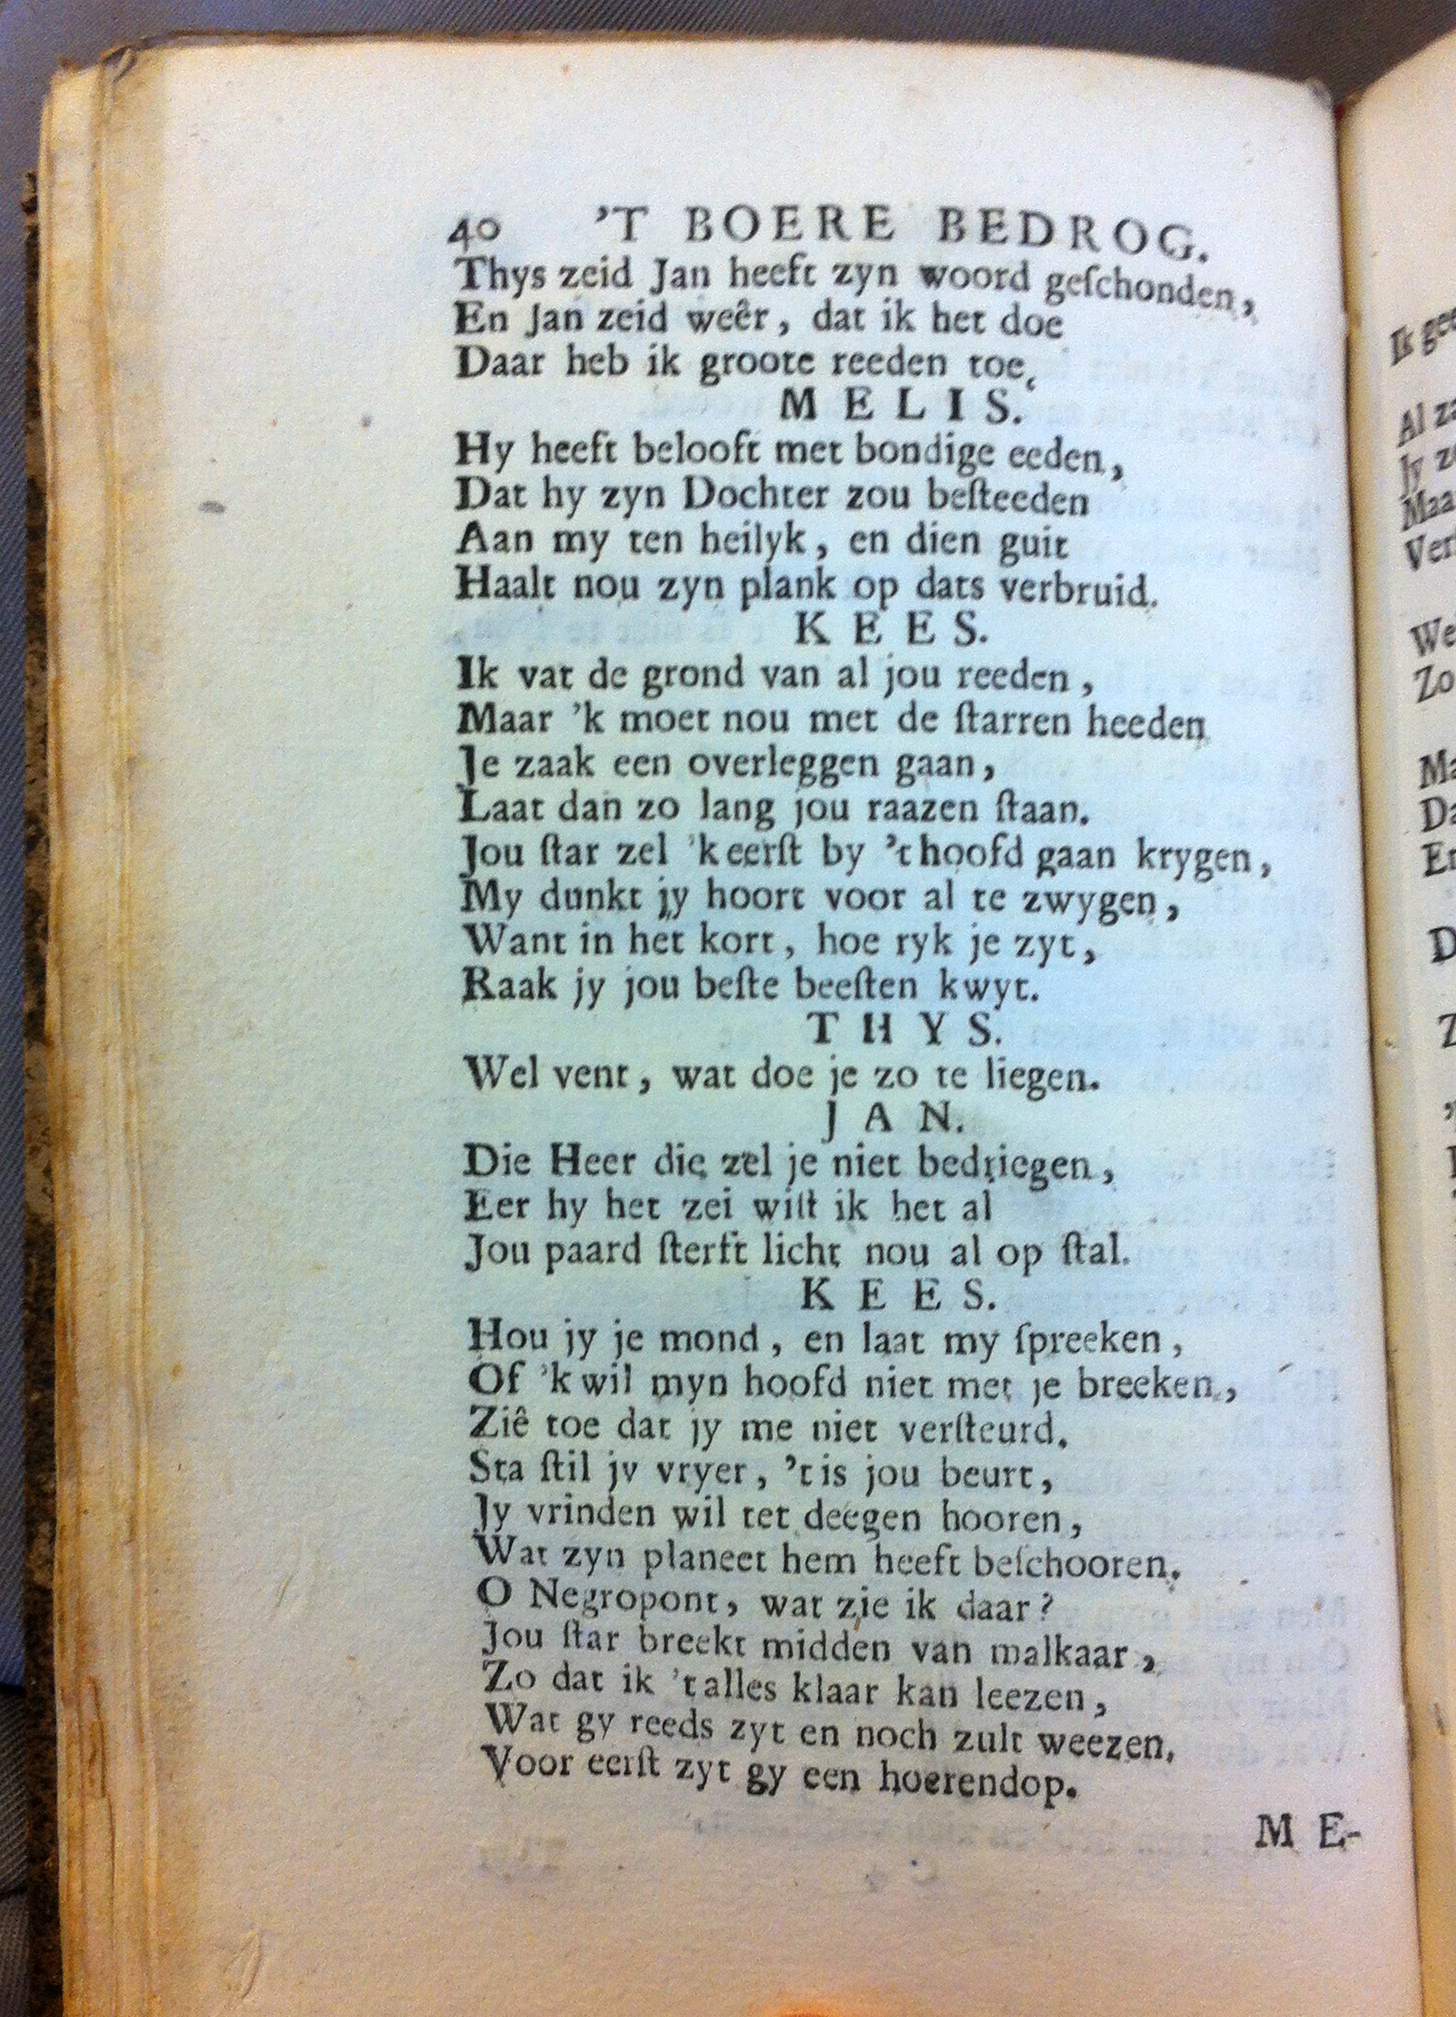 40 'T BOERE BEDROG.
Thys zeid Jan heeft zyn woord geſchonden,
En Jan zeid weêr, dat ik het doe
Daar heb ik groote reeden toe.
MELIS.
Hy heeft belooft met bondige eeden,
Dat hy zyn Dochter zou beſteeden
Aan my ten heilyk, en dien guit
Haalt nou zyn plank op dats verbruid.
KEES.
Ik vat de grond van al jou reeden,
Maar 'k moet nou met de ſtarren heeden
Je zaak een overleggen gaan,
Laat dan zo lang jou raazen ſtaan.
Jou ſtar zel 'k eerſt by 't hoofd gaan krygen,
My dunkt jy hoort voor al te zwygen,
Want in het kort, hoe ryk je zyt,
Raak jy jou beſte beeſten kwyt.
THYS.
Wel vent, wat doe je zo te liegen.
JAN.
Die Heer die zel je niet bedriegen,
Eer hy het zei wiſt ik het al
Jou paard ſterft licht nou al op ſtal.
KEES.
Hou jy je mond, en laat my ſpreeken,
Of 'k wil myn hoofd niet met je breeken,
Ziê toe dat jy me niet verſteurd.
Sta ſtil jy vryer, 't is jou beurt,
Jy vrinden wil tet deegen hooren,
Wat zyn planeet hem heeft beſchooren.
O Negropont, wat zie ik daar?
Jou ſtar breekt midden van malkaar,
Zo dat ik 't alles klaar kan leezen,
Wat gy reeds zyt en noch zult weezen,
Voor eerſt zyt gy een hoerendop.
ME-
Al
Jy
We
Zo